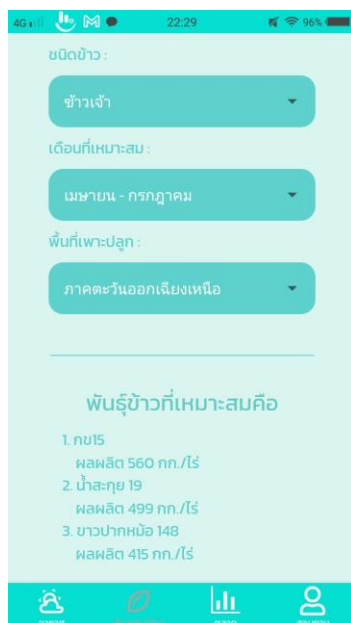 4G 22:29 96%
ชนิดข้าว :
ข้าวเจ้า
เดือนที่เหมาะสม :
เมษายน - กรกฎาคม
พื้นที่เพาะปลูก :
ภาคตะวันออกเฉียงเหนือ
พันธุ์ข้าวที่เหมาะสมคือ
1. กข15
ผลผลิต 560 กก./ไร่
2. น้ำสะกุย 19
ผลผลิต 499 กก./ไร่
3. ขาวปากหม้อ 148
ผลผลิต 415 กก./ไร่